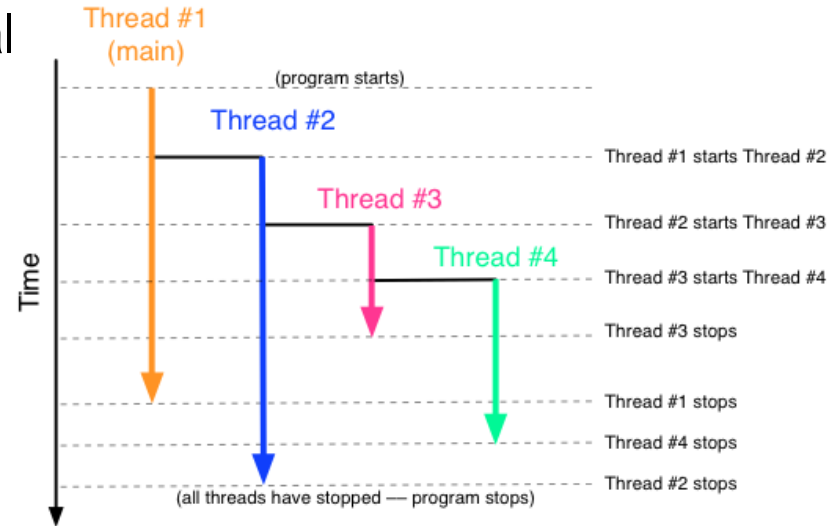 al
Thread #1
(main)
(program starts)
Thread #2
Thread #1 starts Thread #2
Thread #3
Thread #2 starts Thread #3
Thread #4
Thread #3 starts Thread #4
Time
Thread #3 stops
Thread #1 stops
Thread #4 stops
Thread #2 stops
(all threads have stopped — program stops)